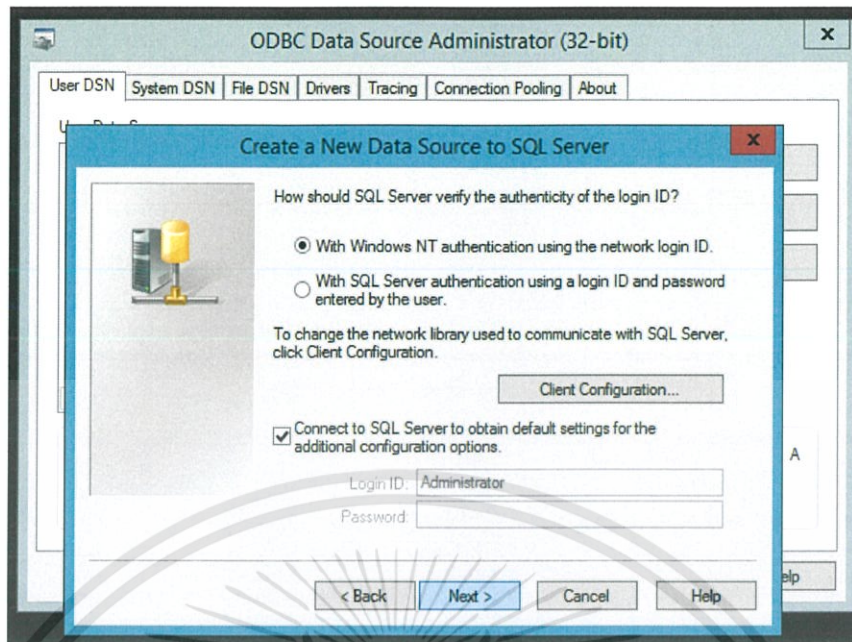 ODBC Data Source Administrator (32-bit)
x
User DSN System DSN File DSN Drivers Tracing Connection Pooling About
Create a New Data Source to SQL Server
x
How should SQL Server verify the authenticity of the login ID?
With Windows NT authentication using the network login ID.
With SQL Server authentication using a login ID and password
entered by the user.
To change the network library used to communicate with SQL Server,
click Client Configuration.
Client Configuration...
Connect to SQL Server to obtain default settings for the
additional configuration options.
A
Login ID: Administrator
Password:
< Back Next > Cancel Help
elp